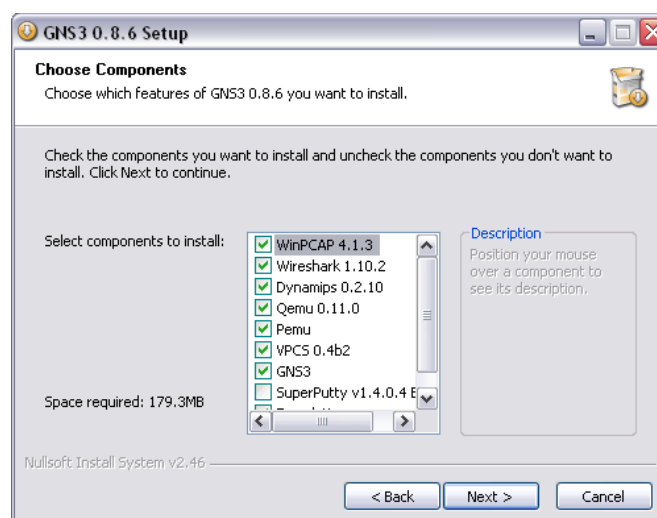 GNS3 0.8.6 Setup
Choose Components
Choose which features of GNS3 0.8.6 you want to install.
Check the components you want to install and uncheck the components you don't want to
install. Click Next to continue.
Select components to install:
WinPCAP 4.1.3
Wireshark 1.10.2
Dynamips 0.2.10
Qemu 0.11.0
Pemu
VPCS 0.4b2
GNS3
SuperPutty v1.4.0.4
Description
Position your mouse
over a component to
see its description.
Space required: 179.3MB
Nullsoft Install System v2.46
< Back
Next >
Cancel